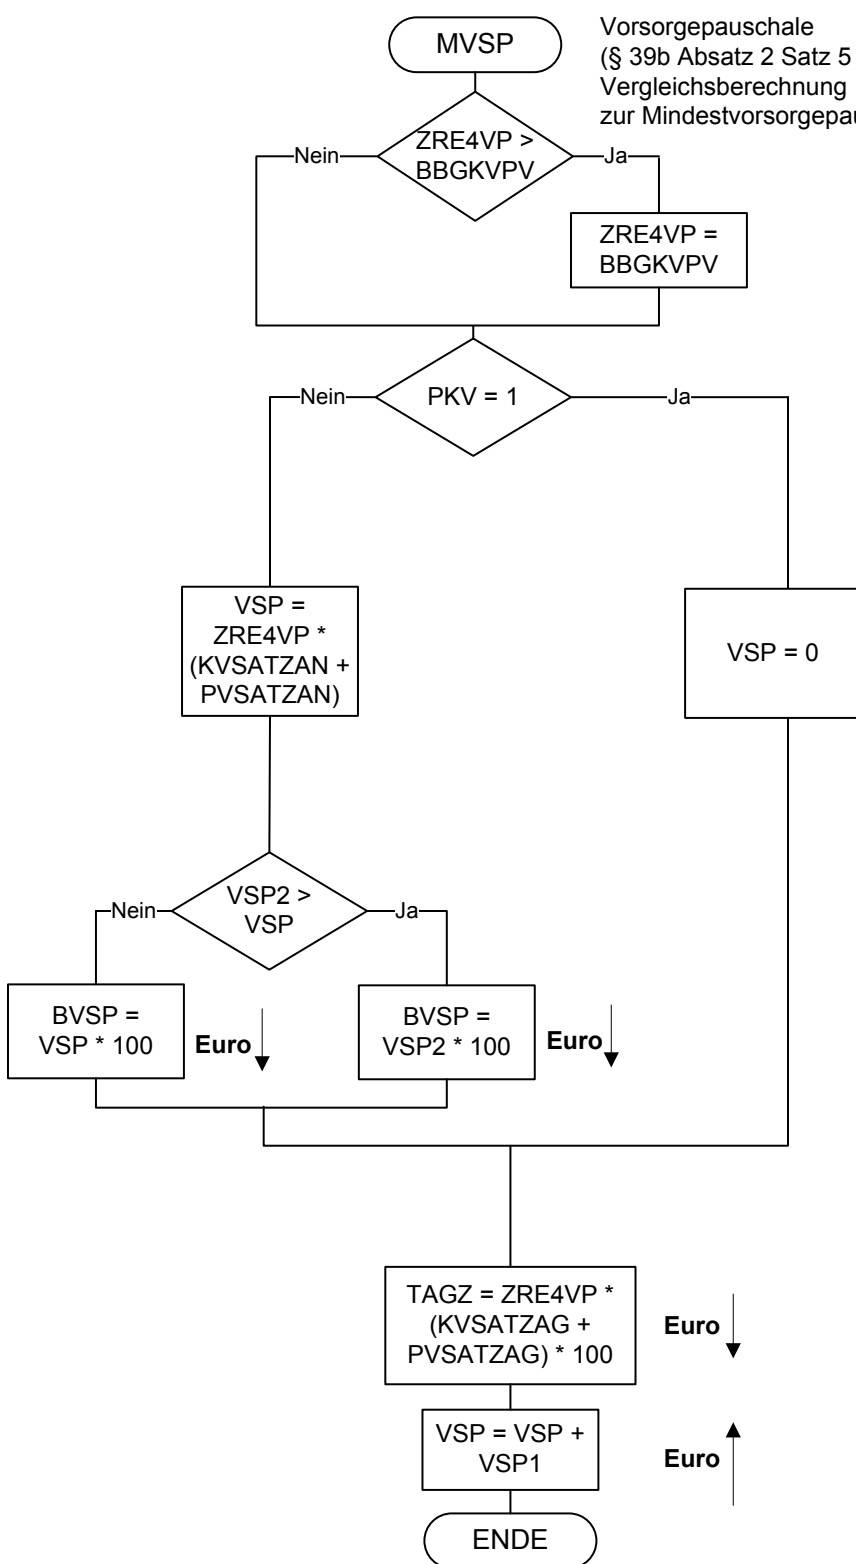 MVSP
Vorsorgepauschale
(§ 39b Absatz 2 Satz 5
Vergleichsberechnung
zur Mindestvorsorgepau
ZRE4VP >
BBGKVPV
Nein
Ja
ZRE4VP =
BBGKVPV
PKV = 1
Nein
Ja
VSP =
ZRE4VP *
(KVSATZAN +
PVSATZAN)
VSP = 0
VSP2 >
VSP
Nein
Ja
BVSP =
VSP * 100
Euro
BVSP =
VSP2 * 100
Euro
TAGZ = ZRE4VP *
(KVSATZAG +
PVSATZAG) * 100
Euro
VSP = VSP +
VSP1
Euro
ENDE